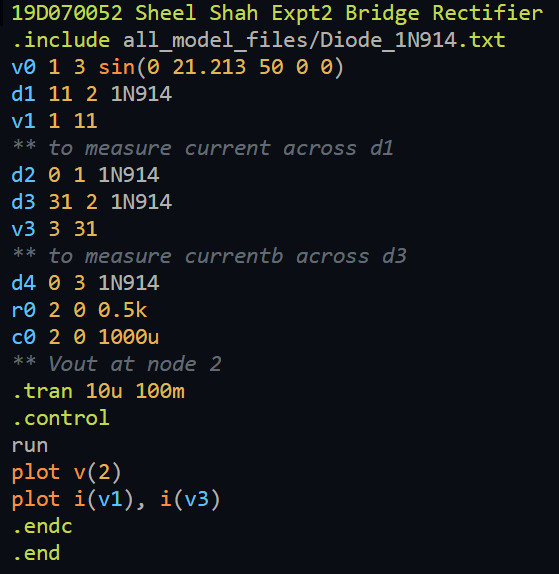 19D070052 Sheel Shah Expt2 Bridge Rectifier
.include all_model_files/Diode_1N914.txt
v0 1 3 sin(0 21.213 50 0 0)
d1 11 2 1N914
v1 1 11
** to measure current across d1
d2 0 1 1N914
d3 31 2 1N914
v3 3 31
** to measure currentb across d3
d4 0 3 1N914
r0 2 0 0.5k
c0 2 0 1000u
** Vout at node 2
.tran 10u 100m
.control
run
plot v(2)
plot i(v1), i(v3)
.endc
.end